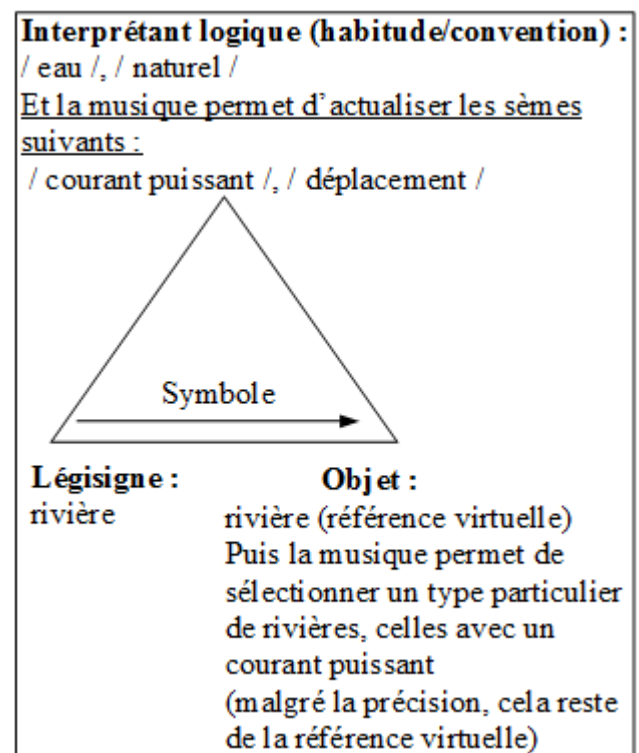 Interprétant logique (habitude/convention) :
/ eau /, / naturel /
Et la musique permet d'actualiser les sèmes
suivants :
/ courant puissant /, / déplacement /
Symbole
Légisigne :
rivière
Objet :
rivière (référence virtuelle)
Puis la musique permet de
sélectionner un type particulier
de rivières, celles avec un
courant puissant
(malgré la précision, cela reste
de la référence virtuelle)